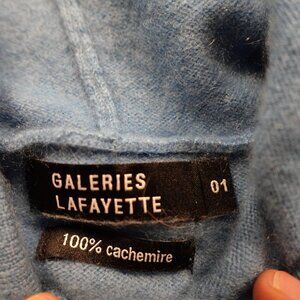 GALERIES
LAFAYETTE
01
100% cachemire